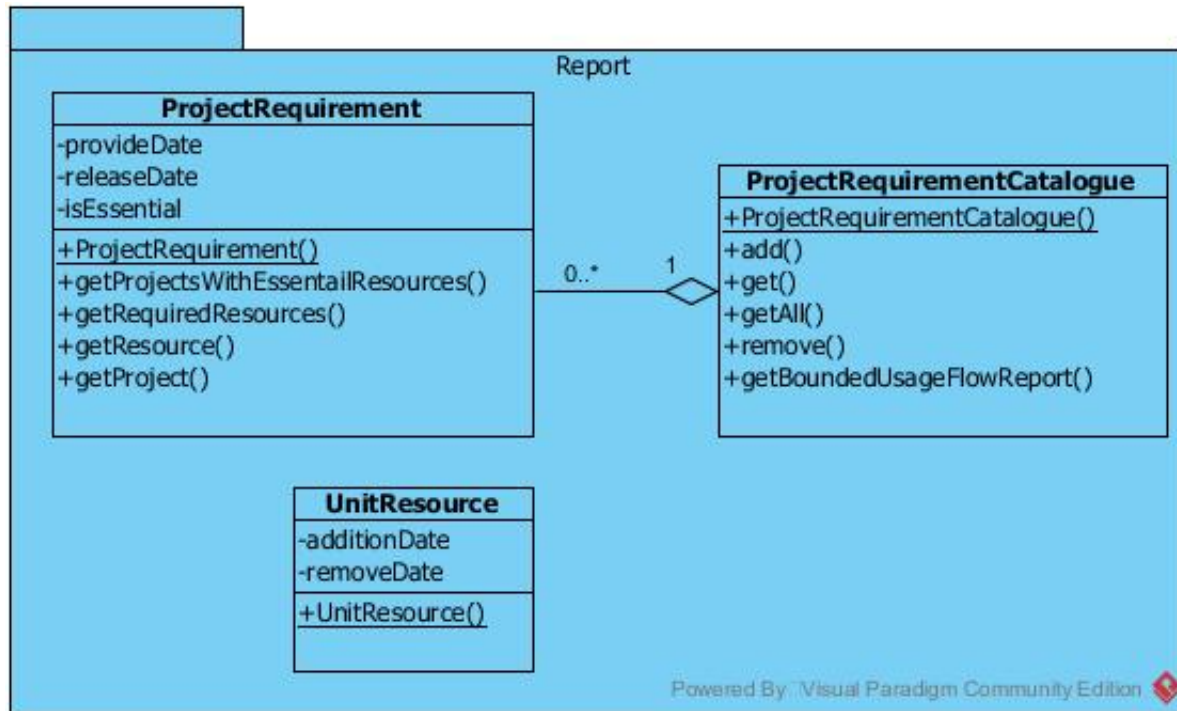 Report
ProjectRequirement
-provideDate
-releaseDate
-isEssential
+ProjectRequirement()
+getProjectsWithEssentailResources()
+getRequiredResources()
+getResource()
+getProject()
0..*
1
ProjectRequirementCatalogue
+ProjectRequirementCatalogue()
+add()
+get()
+getAll()
+remove()
+getBoundedUsageFlowReport()
UnitResource
-additionDate
-removeDate
+UnitResource()
Powered By Visual Paradigm Community Edition